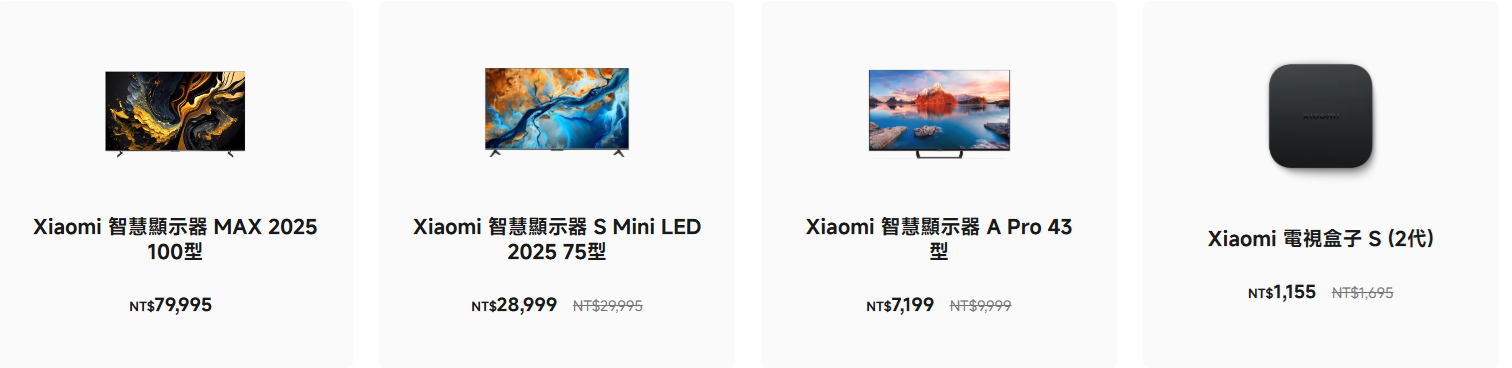 Xiaomi 智慧顯示器 MAX 2025
100型
NT$79,995
Xiaomi 智慧顯示器 S Mini LED
2025 75型
NT$28,999 NT$29,995
Xiaomi 智慧顯示器 A Pro 43
型
NT$7,199 NT$9,999
xiaomi
Xiaomi 電視盒子 S (2代)
NT$1,155 NT$1,695